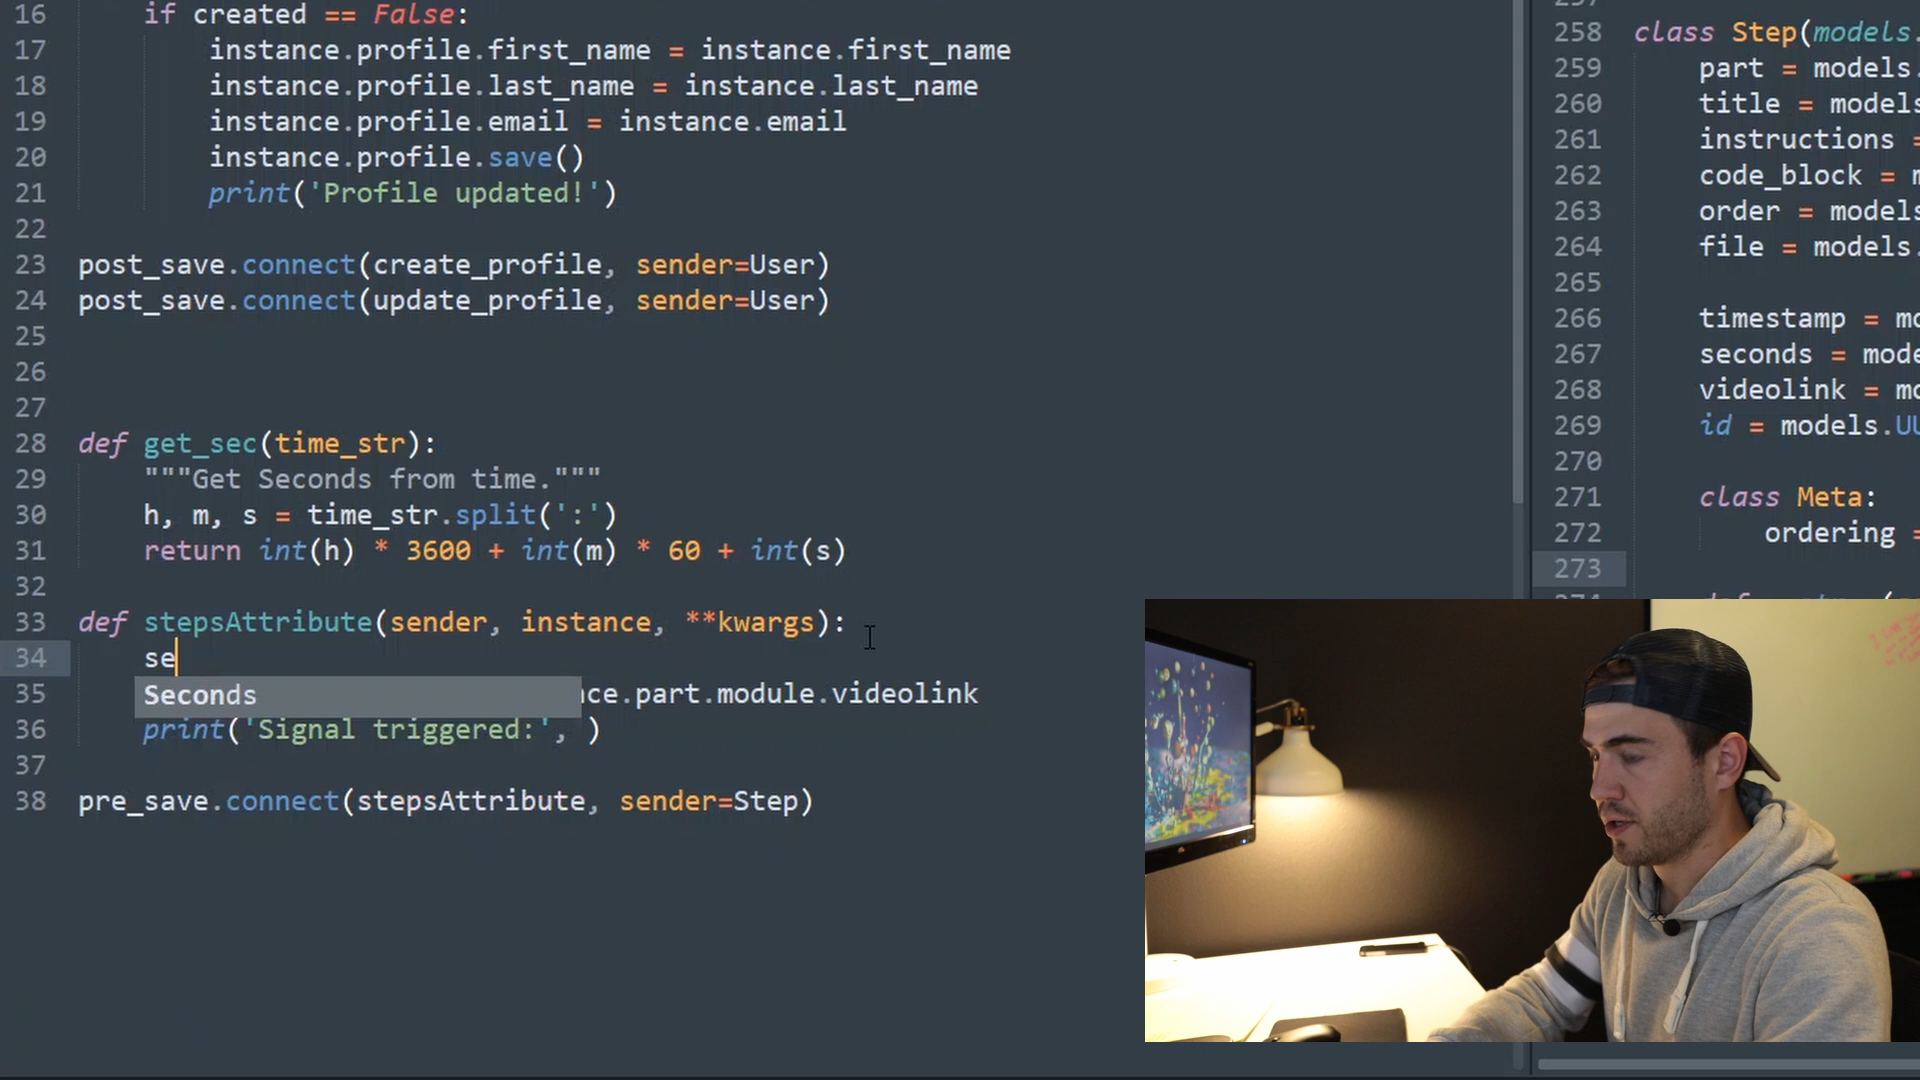 16 if created == False:
17 instance.profile.first_name = instance.first_name
18 instance.profile.last_name = instance.last_name
19 instance.profile.email = instance.email
20 instance.profile.save()
21 print('Profile updated!')
22
23 post_save.connect(create_profile, sender=User)
24 post_save.connect(update_profile, sender=User)
25
26
27
28 def get_sec(time_str):
29 """Get Seconds from time."""
30 h, m, s = time_str.split(':')
31 return int(h) * 3600 + int(m) * 60 + int(s)
32
33 def stepsAttribute(sender, instance, **kwargs):
34 se
Seconds
35 nce.part.module.videolink
36 print('Signal triggered:', )
37
38 pre_save.connect(stepsAttribute, sender=Step)
258 class Step(models.
259 part = models.
260 title = models
261 instructions =
262 code_block = m
263 order = models
264 file = models.
265
266 timestamp = mo
267 seconds = mode
268 videolink = mo
269 id = models.UU
270
271 class Meta:
272 ordering =
273